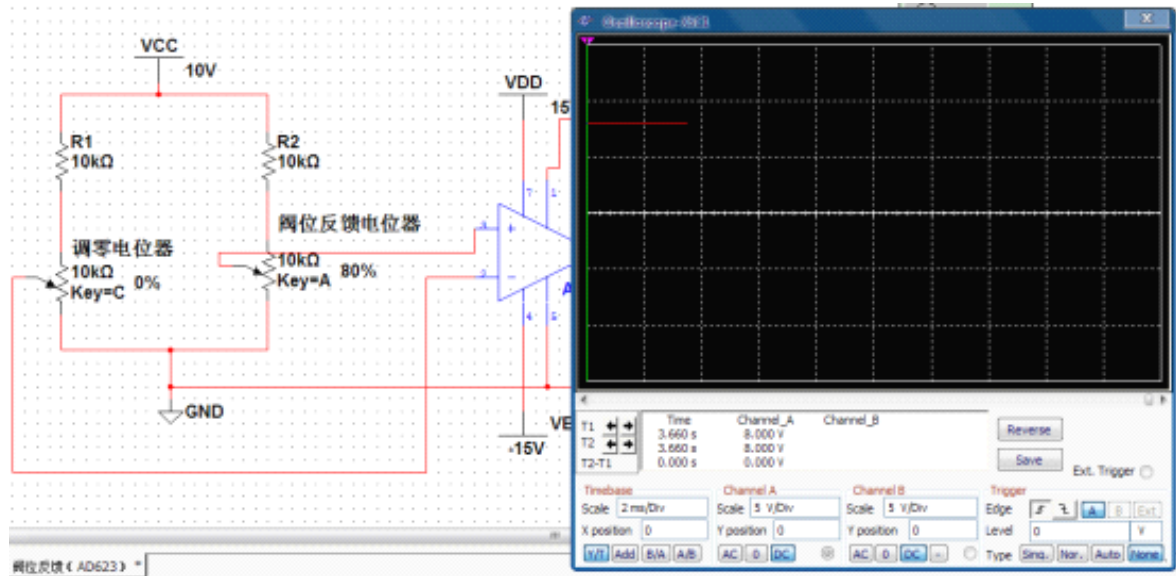 VCC
10V
VDD
15
R1
10kΩ
R2
10kΩ
7
1
阀位反馈电位器
调零电位器
3
+
10kΩ
Key=C
0%
10kΩ
Key=A
80%
2
4
5
GND
-15V
Time
Channel_A
Channel_B
T1
3.660 s
8.000 V
T2
3.660 s
8.000 V
T2-T1
0.000 s
0.000 V
Reverse
Save
Ext. Trigger
Timebase
Channel A
Channel B
Trigger
Scale
2 ms/Div
Scale
5 V/Div
Scale
5 V/Div
Edge
A
B
Ext
X position
0
Y position
0
Y position
0
Level
0
V
Y/T
Add
B/A
A/B
AC
0
DC
AC
0
DC
-
Type
Sing.
Nor.
Auto
None
阀位反馈(AD623) *